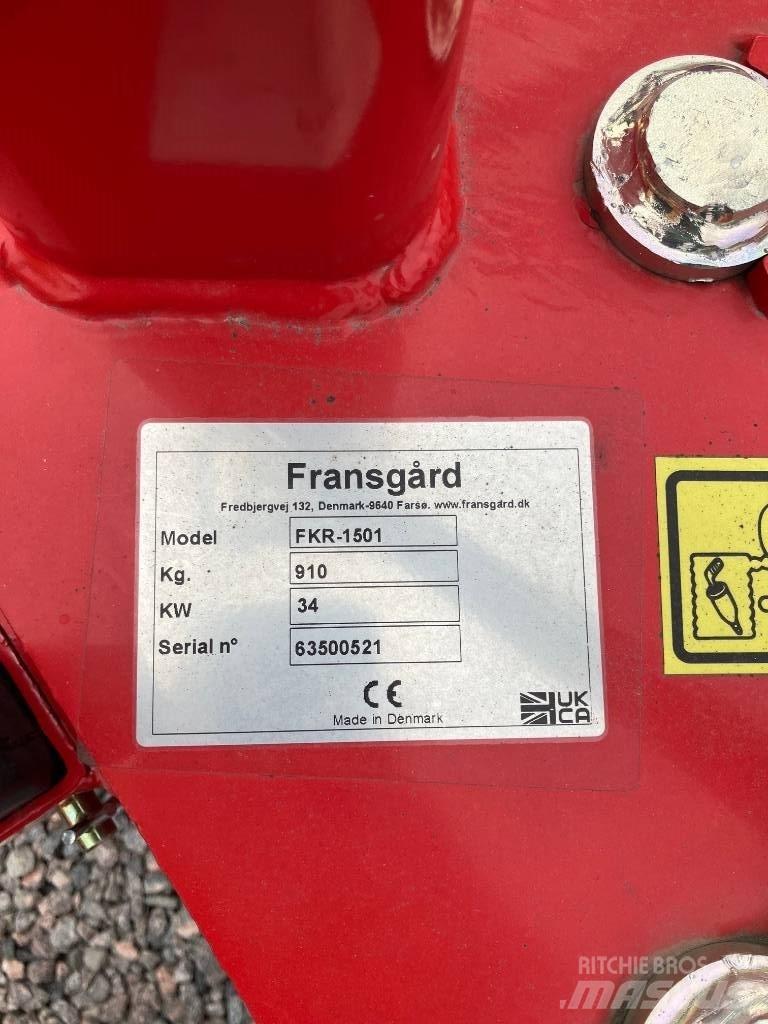 Fransgård
Fredbjergvej 132, Denmark-9640 Farsø. www.fransgård.dk
Model FKR-1501
Kg. 910
KW 34
Serial n° 63500521
CE
Made in Denmark
UK
CA
RITCHIE BROS
MASCUS